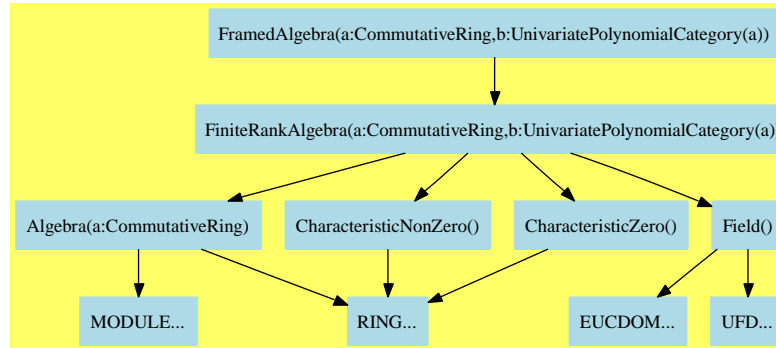 FramedAlgebra(a:CommutativeRing,b:UnivariatePolynomialCategory(a))
FiniteRankAlgebra(a:CommutativeRing,b:UnivariatePolynomialCategory(a)
Algebra(a:CommutativeRing)
CharacteristicNonZero()
CharacteristicZero()
Field()
MODULE...
RING...
EUCDOM...
UFD...